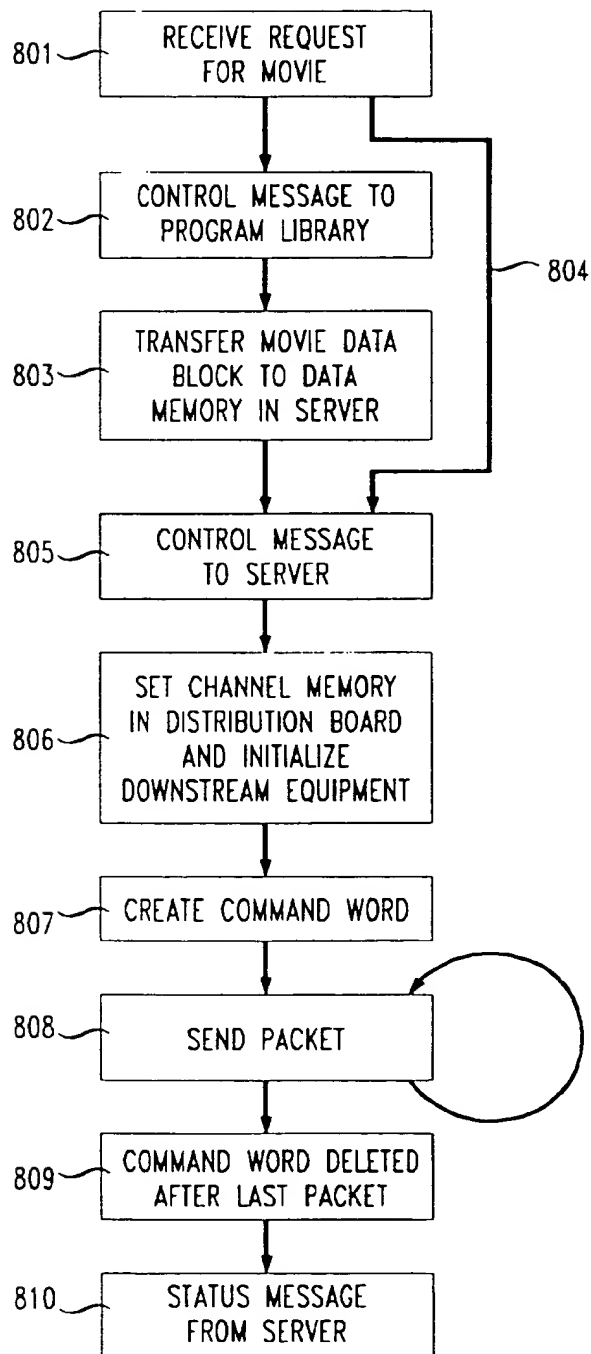 801
RECEIVE REQUEST
FOR MOVIE
802
CONTROL MESSAGE TO
PROGRAM LIBRARY
804
803
TRANSFER MOVIE DATA
BLOCK TO DATA
MEMORY IN SERVER
805
CONTROL MESSAGE
TO SERVER
806
SET CHANNEL MEMORY
IN DISTRIBUTION BOARD
AND INITIALIZE
DOWNSTREAM EQUIPMENT
807
CREATE COMMAND WORD
808
SEND PACKET
809
COMMAND WORD DELETED
AFTER LAST PACKET
810
STATUS MESSAGE
FROM SERVER